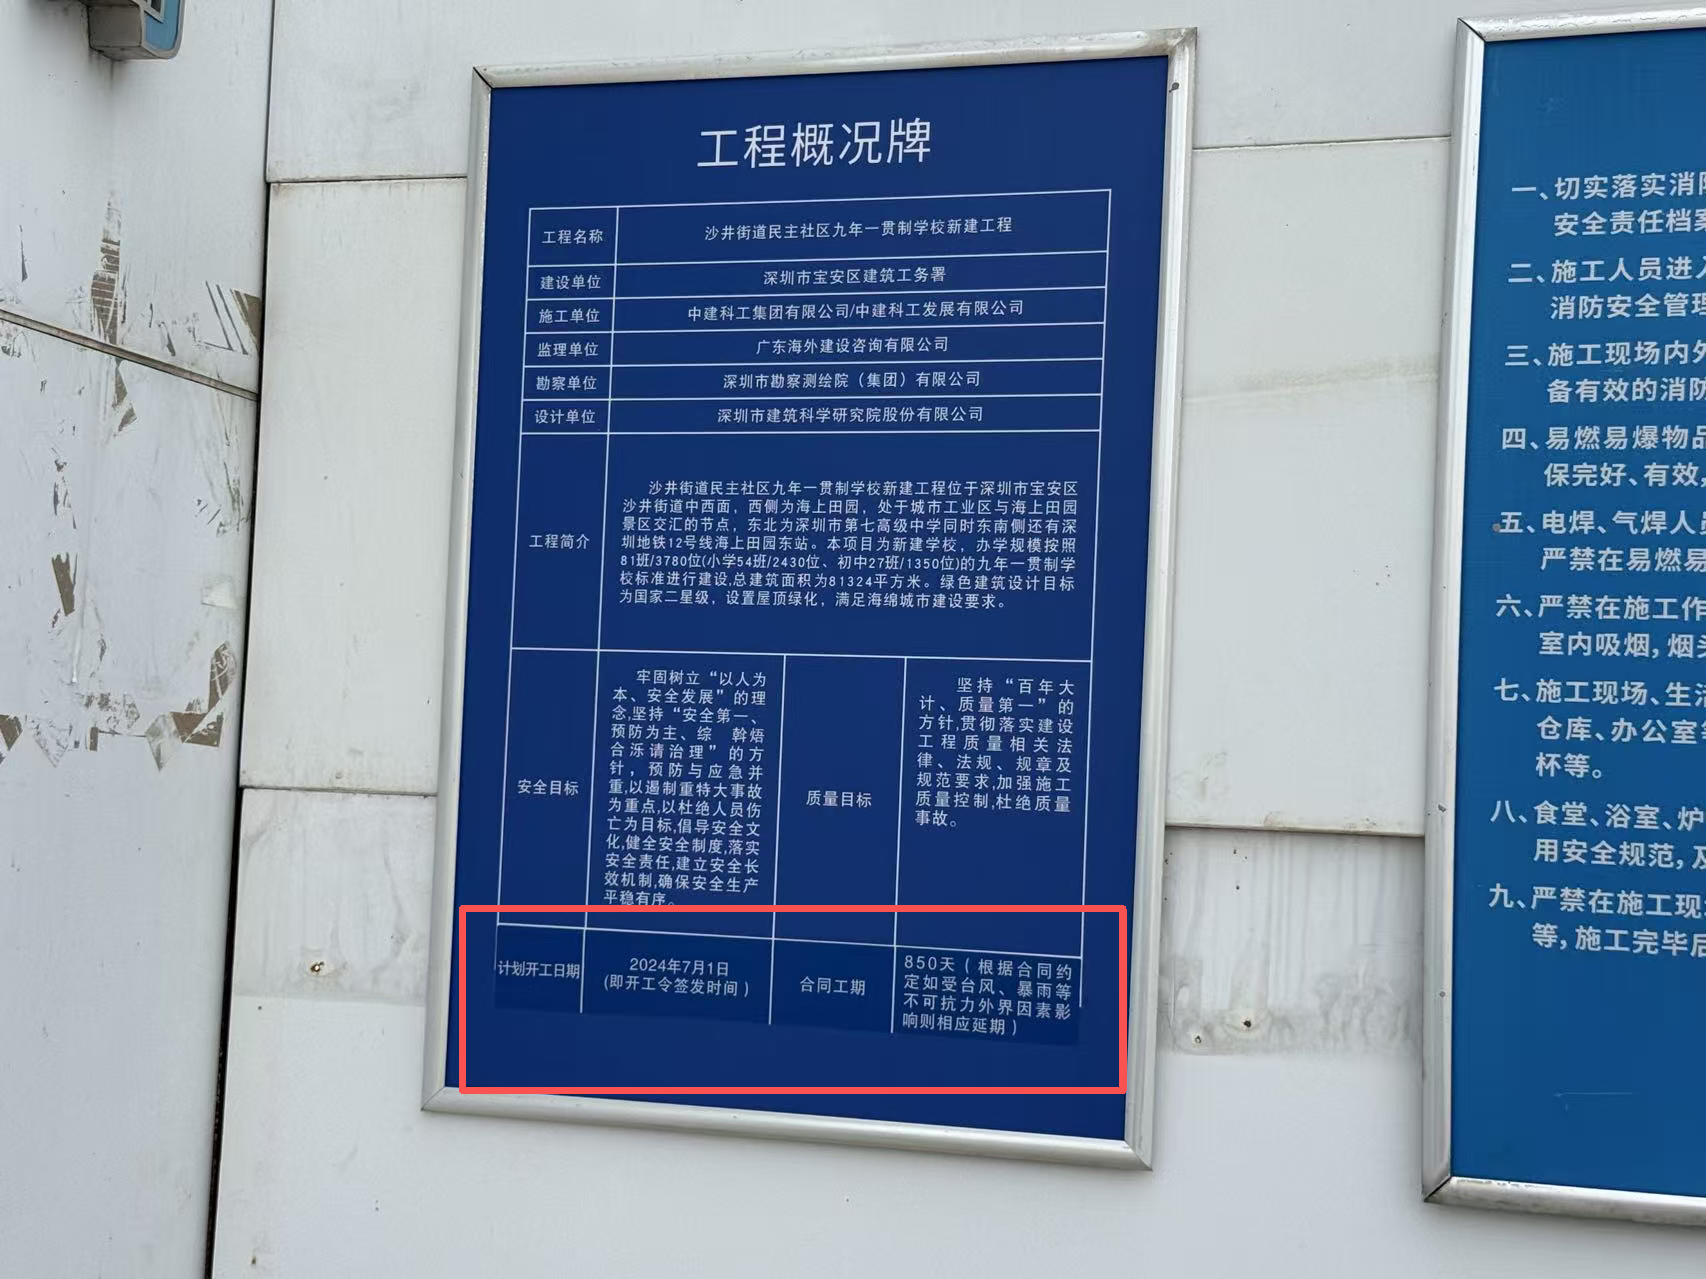 工程概况牌
工程名称
沙井街道民主社区九年一贯制学校新建工程
建设单位
深圳市宝安区建筑工务署
施工单位
中建科工集团有限公司/中建科工发展有限公司
监理单位
广东海外建设咨询有限公司
勘察单位
深圳市勘察测绘院（集团）有限公司
设计单位
深圳市建筑科学研究院股份有限公司
工程简介
沙井街道民主社区九年一贯制学校新建工程位于深圳市宝安区
沙井街道中西面，西侧为海上田园，处于城市工业区与海上田园
景区交汇的节点，东北为深圳市第七高级中学同时东南侧还有深
圳地铁12号线海上田园东站。本项目为新建学校，办学规模按照
81班/3780位(小学54班/2430位、初中27班/1350位)的九年一贯制学
校标准进行建设,总建筑面积为81324平方米。绿色建筑设计目标
为国家二星级，设置屋顶绿化，满足海绵城市建设要求。
安全目标
牢固树立“以人为
本、安全发展”的理
念,坚持“安全第一、
预防为主、综 斡焐
合泺请治理”的方
针，预防与应急并
重,以遏制重特大事故
为重点,以杜绝人员伤
亡为目标,倡导安全文
化,健全安全制度,落实
安全责任,建立安全长
效机制,确保安全生产
平稳有序。
质量目标
坚持“百年大
计、质量第一”的
方针,贯彻落实建设
工程质量相关法
律、法规、规章及
规范要求,加强施工
质量控制,杜绝质量
事故。
计划开工日期
2024年7月1日
(即开工令签发时间)
合同工期
850天(根据合同约
定如受台风、暴雨等
不可抗力外界因素影
响则相应延期)
一、切实落实消防
安全责任档案
二、施工人员进入
消防安全管理
三、施工现场内外
备有效的消防
四、易燃易爆物品
保完好、有效,
五、电焊、气焊人员
严禁在易燃易
六、严禁在施工作
室内吸烟,烟头
七、施工现场、生活
仓库、办公室等
杯等。
八、食堂、浴室、炉
用安全规范,及
九、严禁在施工现场
等,施工完毕后